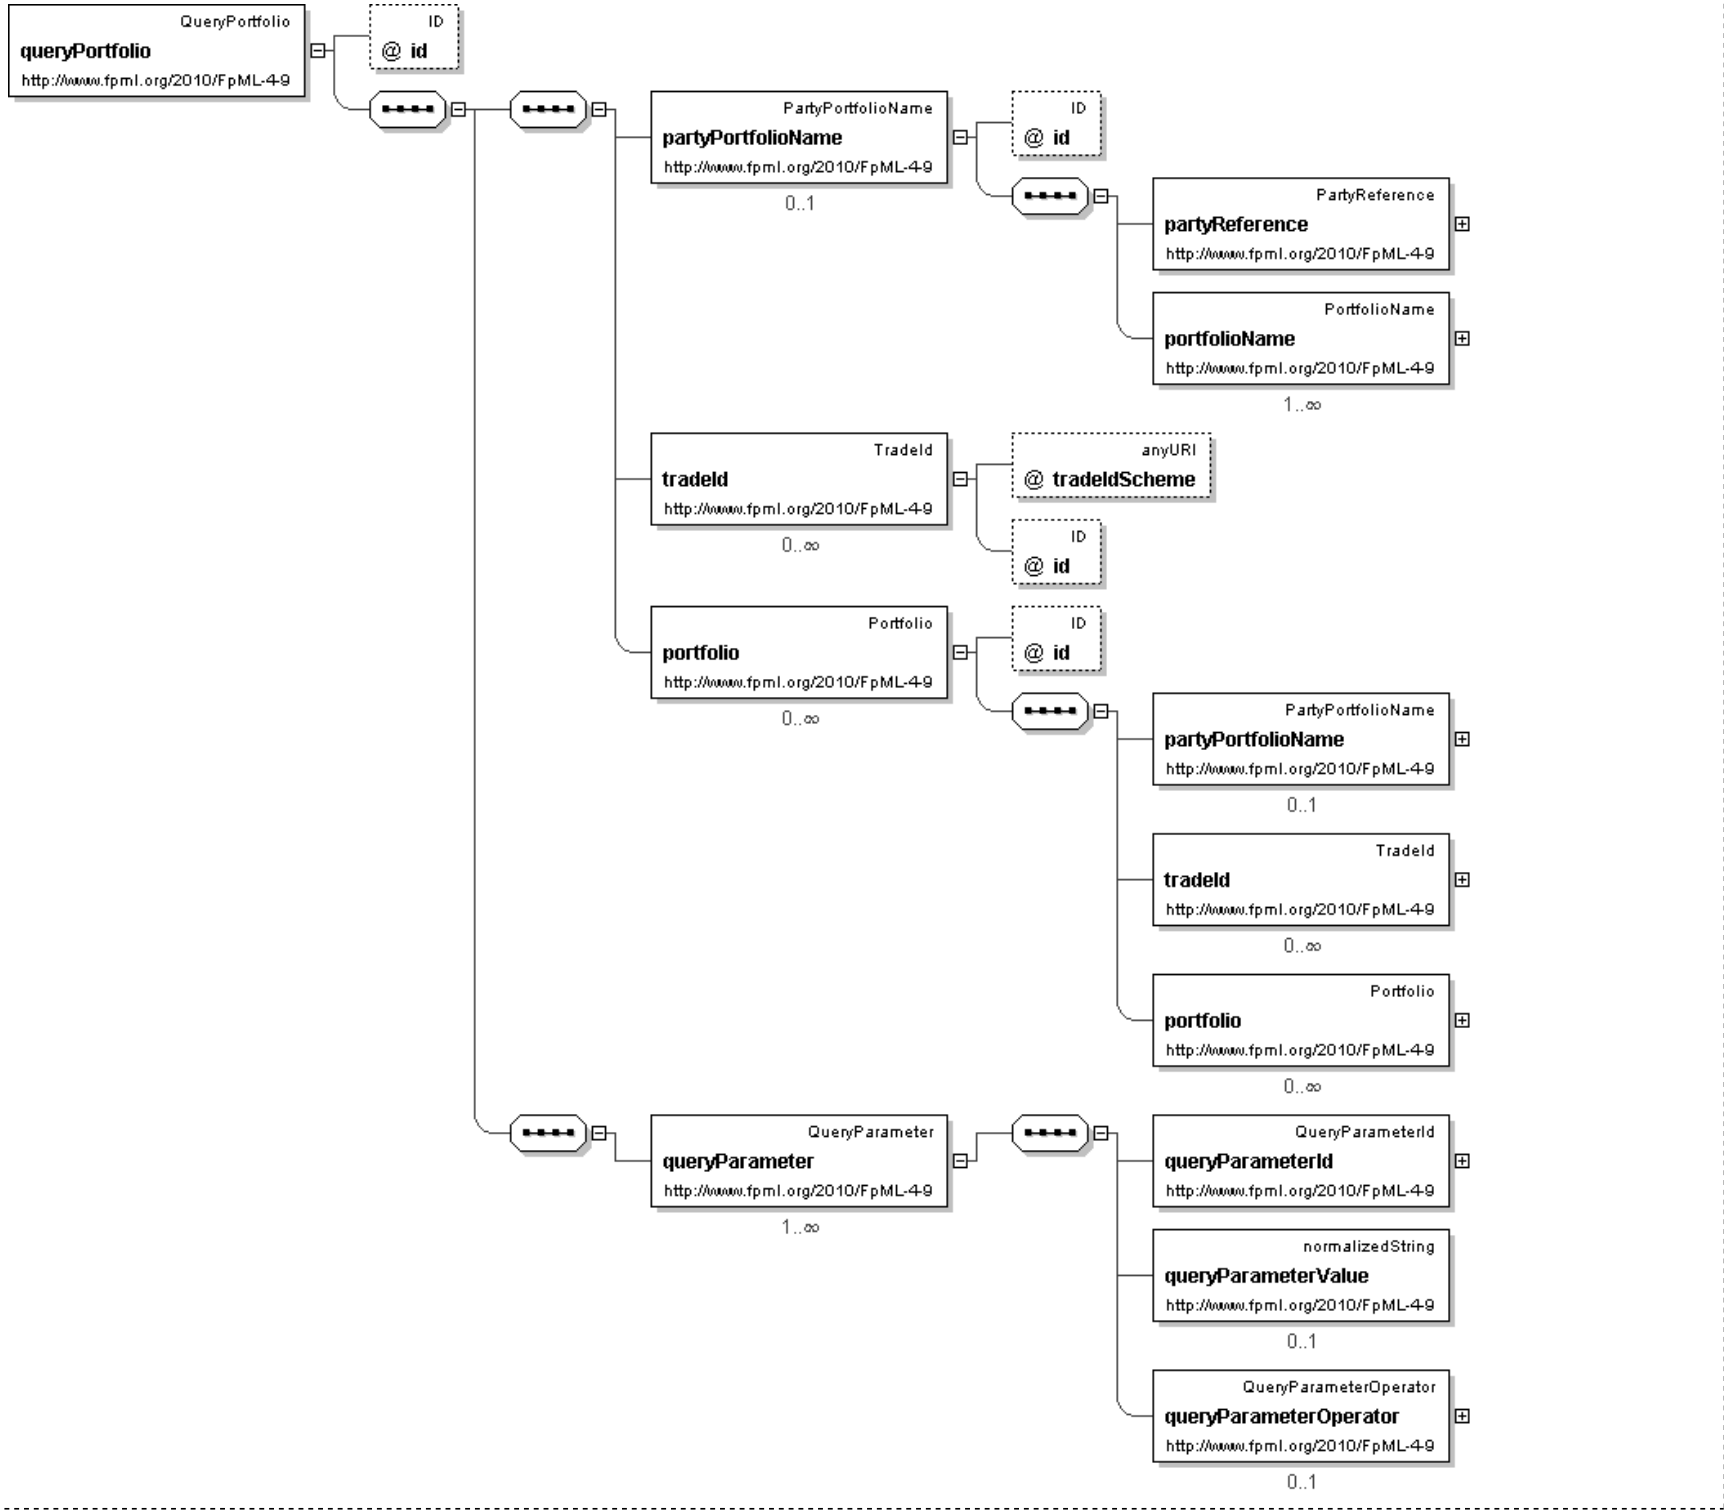 QueryPortfolio
queryPortfolio
http://www.fpml.org/2010/FpML-4-9
ID
@ id
PartyPortfolioName
partyPortfolioName
http://www.fpml.org/2010/FpML-4-9
0..1
ID
@ id
PartyReference
partyReference
http://www.fpml.org/2010/FpML-4-9
PortfolioName
portfolioName
http://www.fpml.org/2010/FpML-4-9
1..∞
TradeId
tradeId
http://www.fpml.org/2010/FpML-4-9
0..∞
anyURI
@ tradeIdScheme
ID
@ id
Portfolio
portfolio
http://www.fpml.org/2010/FpML-4-9
0..∞
ID
@ id
PartyPortfolioName
partyPortfolioName
http://www.fpml.org/2010/FpML-4-9
0..1
TradeId
tradeId
http://www.fpml.org/2010/FpML-4-9
0..∞
Portfolio
portfolio
http://www.fpml.org/2010/FpML-4-9
0..∞
QueryParameter
queryParameter
http://www.fpml.org/2010/FpML-4-9
1..∞
QueryParameterId
queryParameterId
http://www.fpml.org/2010/FpML-4-9
normalizedString
queryParameterValue
http://www.fpml.org/2010/FpML-4-9
0..1
QueryParameterOperator
queryParameterOperator
http://www.fpml.org/2010/FpML-4-9
0..1